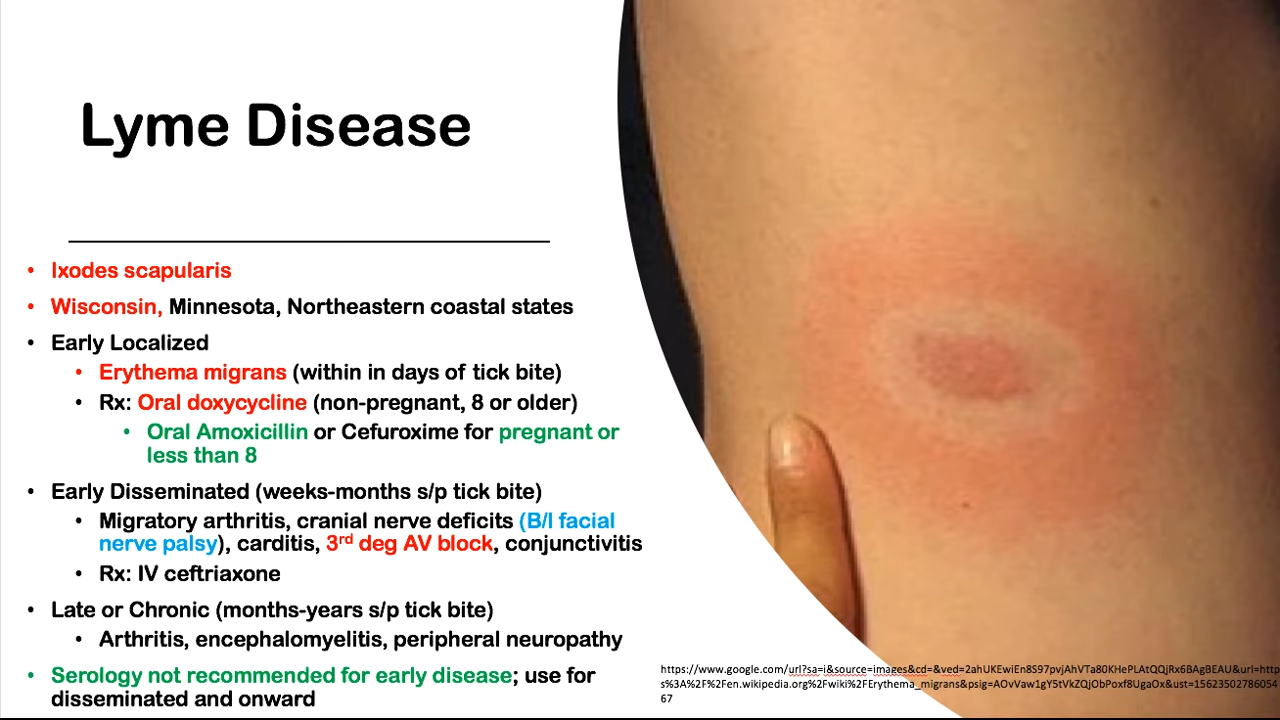 Lyme Disease
• Ixodes scapularis
• Wisconsin, Minnesota, Northeastern coastal states
• Early Localized
• Erythema migrans (within in days of tick bite)
• Rx: Oral doxycycline (non-pregnant, 8 or older)
• Oral Amoxicillin or Cefuroxime for pregnant or
less than 8
• Early Disseminated (weeks-months s/p tick bite)
• Migratory arthritis, cranial nerve deficits (B/l facial
nerve palsy), carditis, 3rd deg AV block, conjunctivitis
• Rx: IV ceftriaxone
• Late or Chronic (months-years s/p tick bite)
• Arthritis, encephalomyelitis, peripheral neuropathy
• Serology not recommended for early disease; use for
disseminated and onward
https://www.google.com/url?sa=i&source=images&cd=&ved=2ahUKEwiEn8S97pvjAhVTa80KHePLAtQQjRx6BAgBEAU&url=http
s%3A%2F%2Fen.wikipedia.org%2Fwiki%2FErythema_migrans&psig=AOvVaw1gY5tVkZQjObPoxf8UgaOx&ust=15623502786054
67